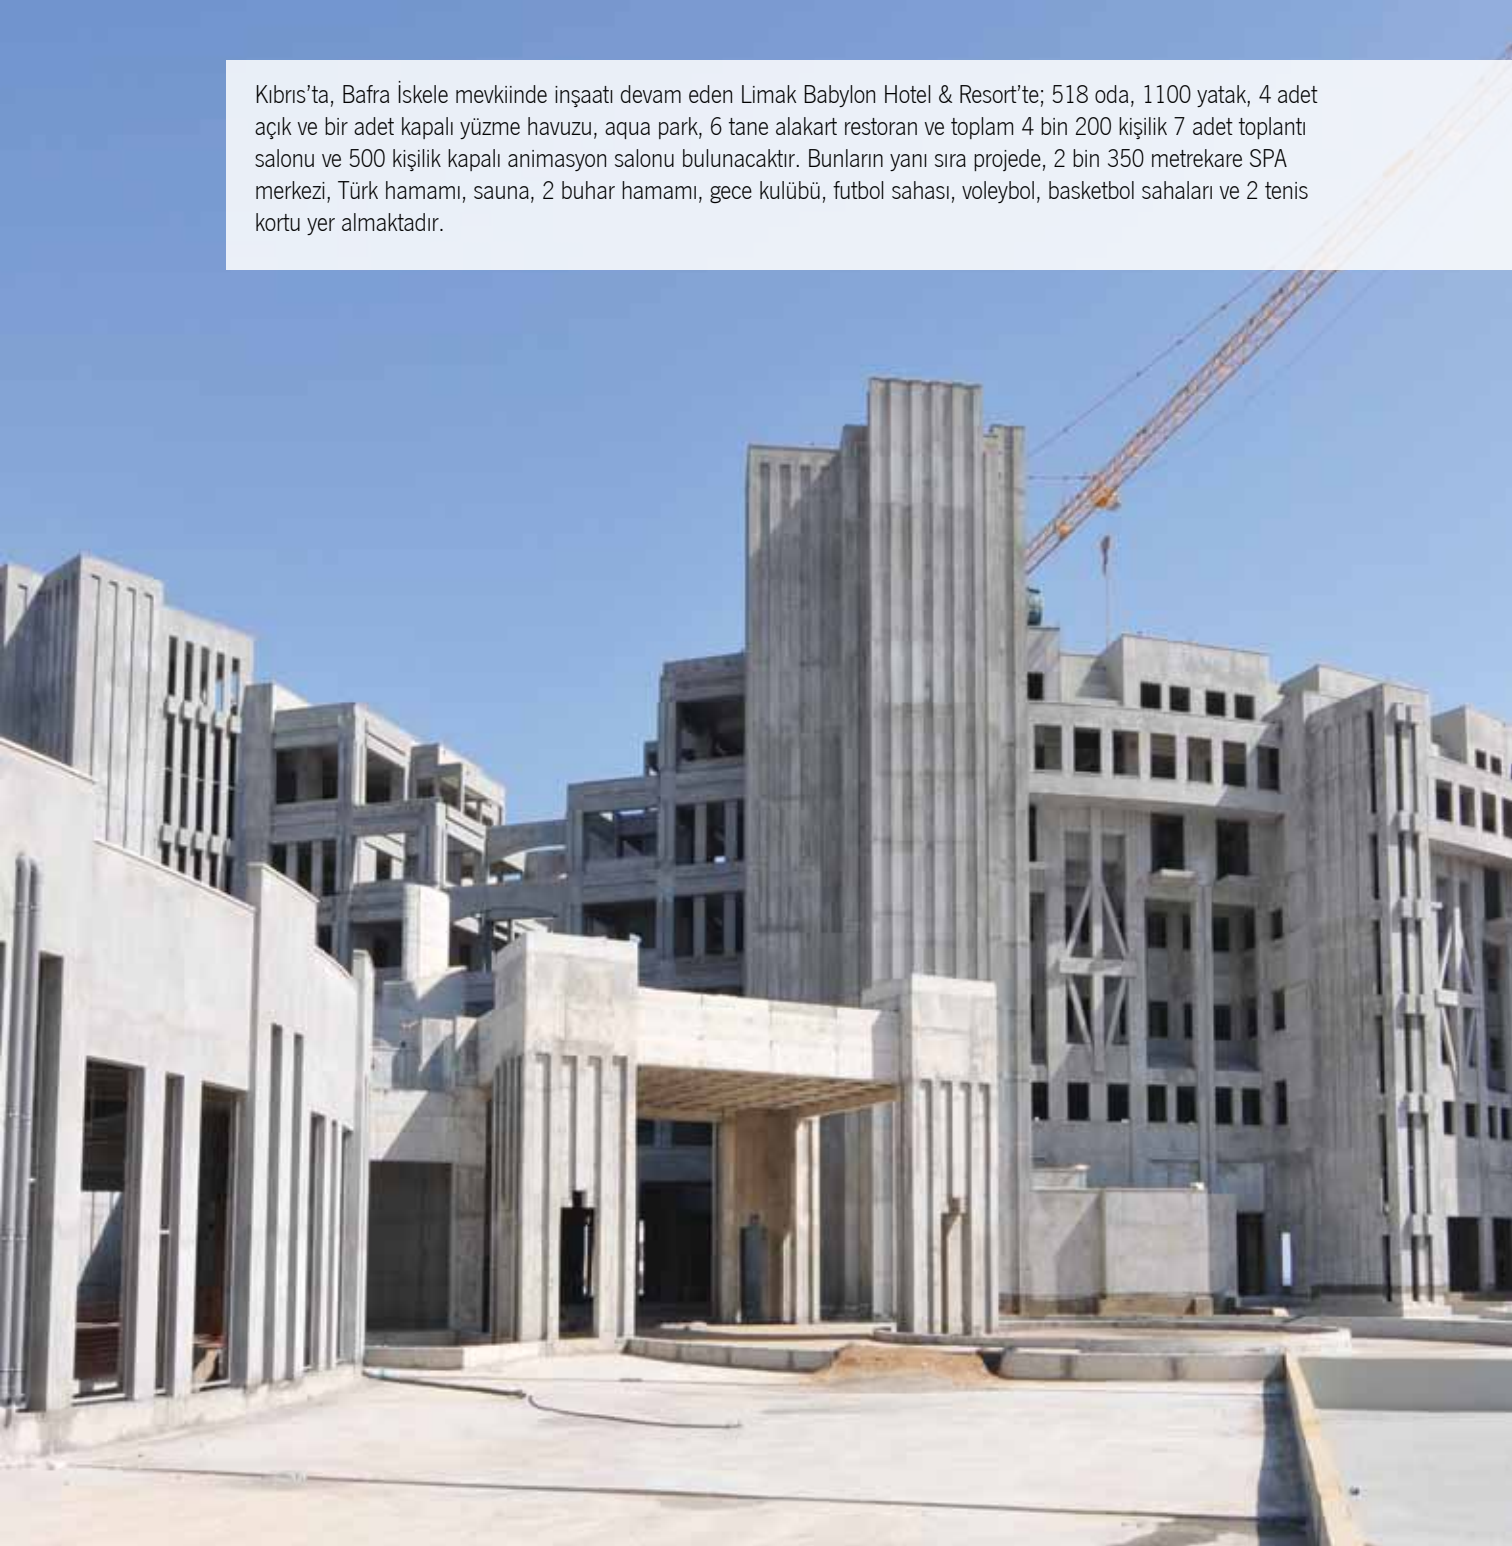 Kıbrıs’ta, Bafra İskele mevkiinde inşaatı devam eden Limak Babylon Hotel & Resort’te; 518 oda, 1100 yatak, 4 adet
açık ve bir adet kapalı yüzme havuzu, aqua park, 6 tane alakart restoran ve toplam 4 bin 200 kişilik 7 adet toplantı
salonu ve 500 kişilik kapalı animasyon salonu bulunacaktır. Bunların yanı sıra projede, 2 bin 350 metrekare SPA
merkezi, Türk hamamı, sauna, 2 buhar hamamı, gece kulübü, futbol sahası, voleybol, basketbol sahaları ve 2 tenis
kortu yer almaktadır.